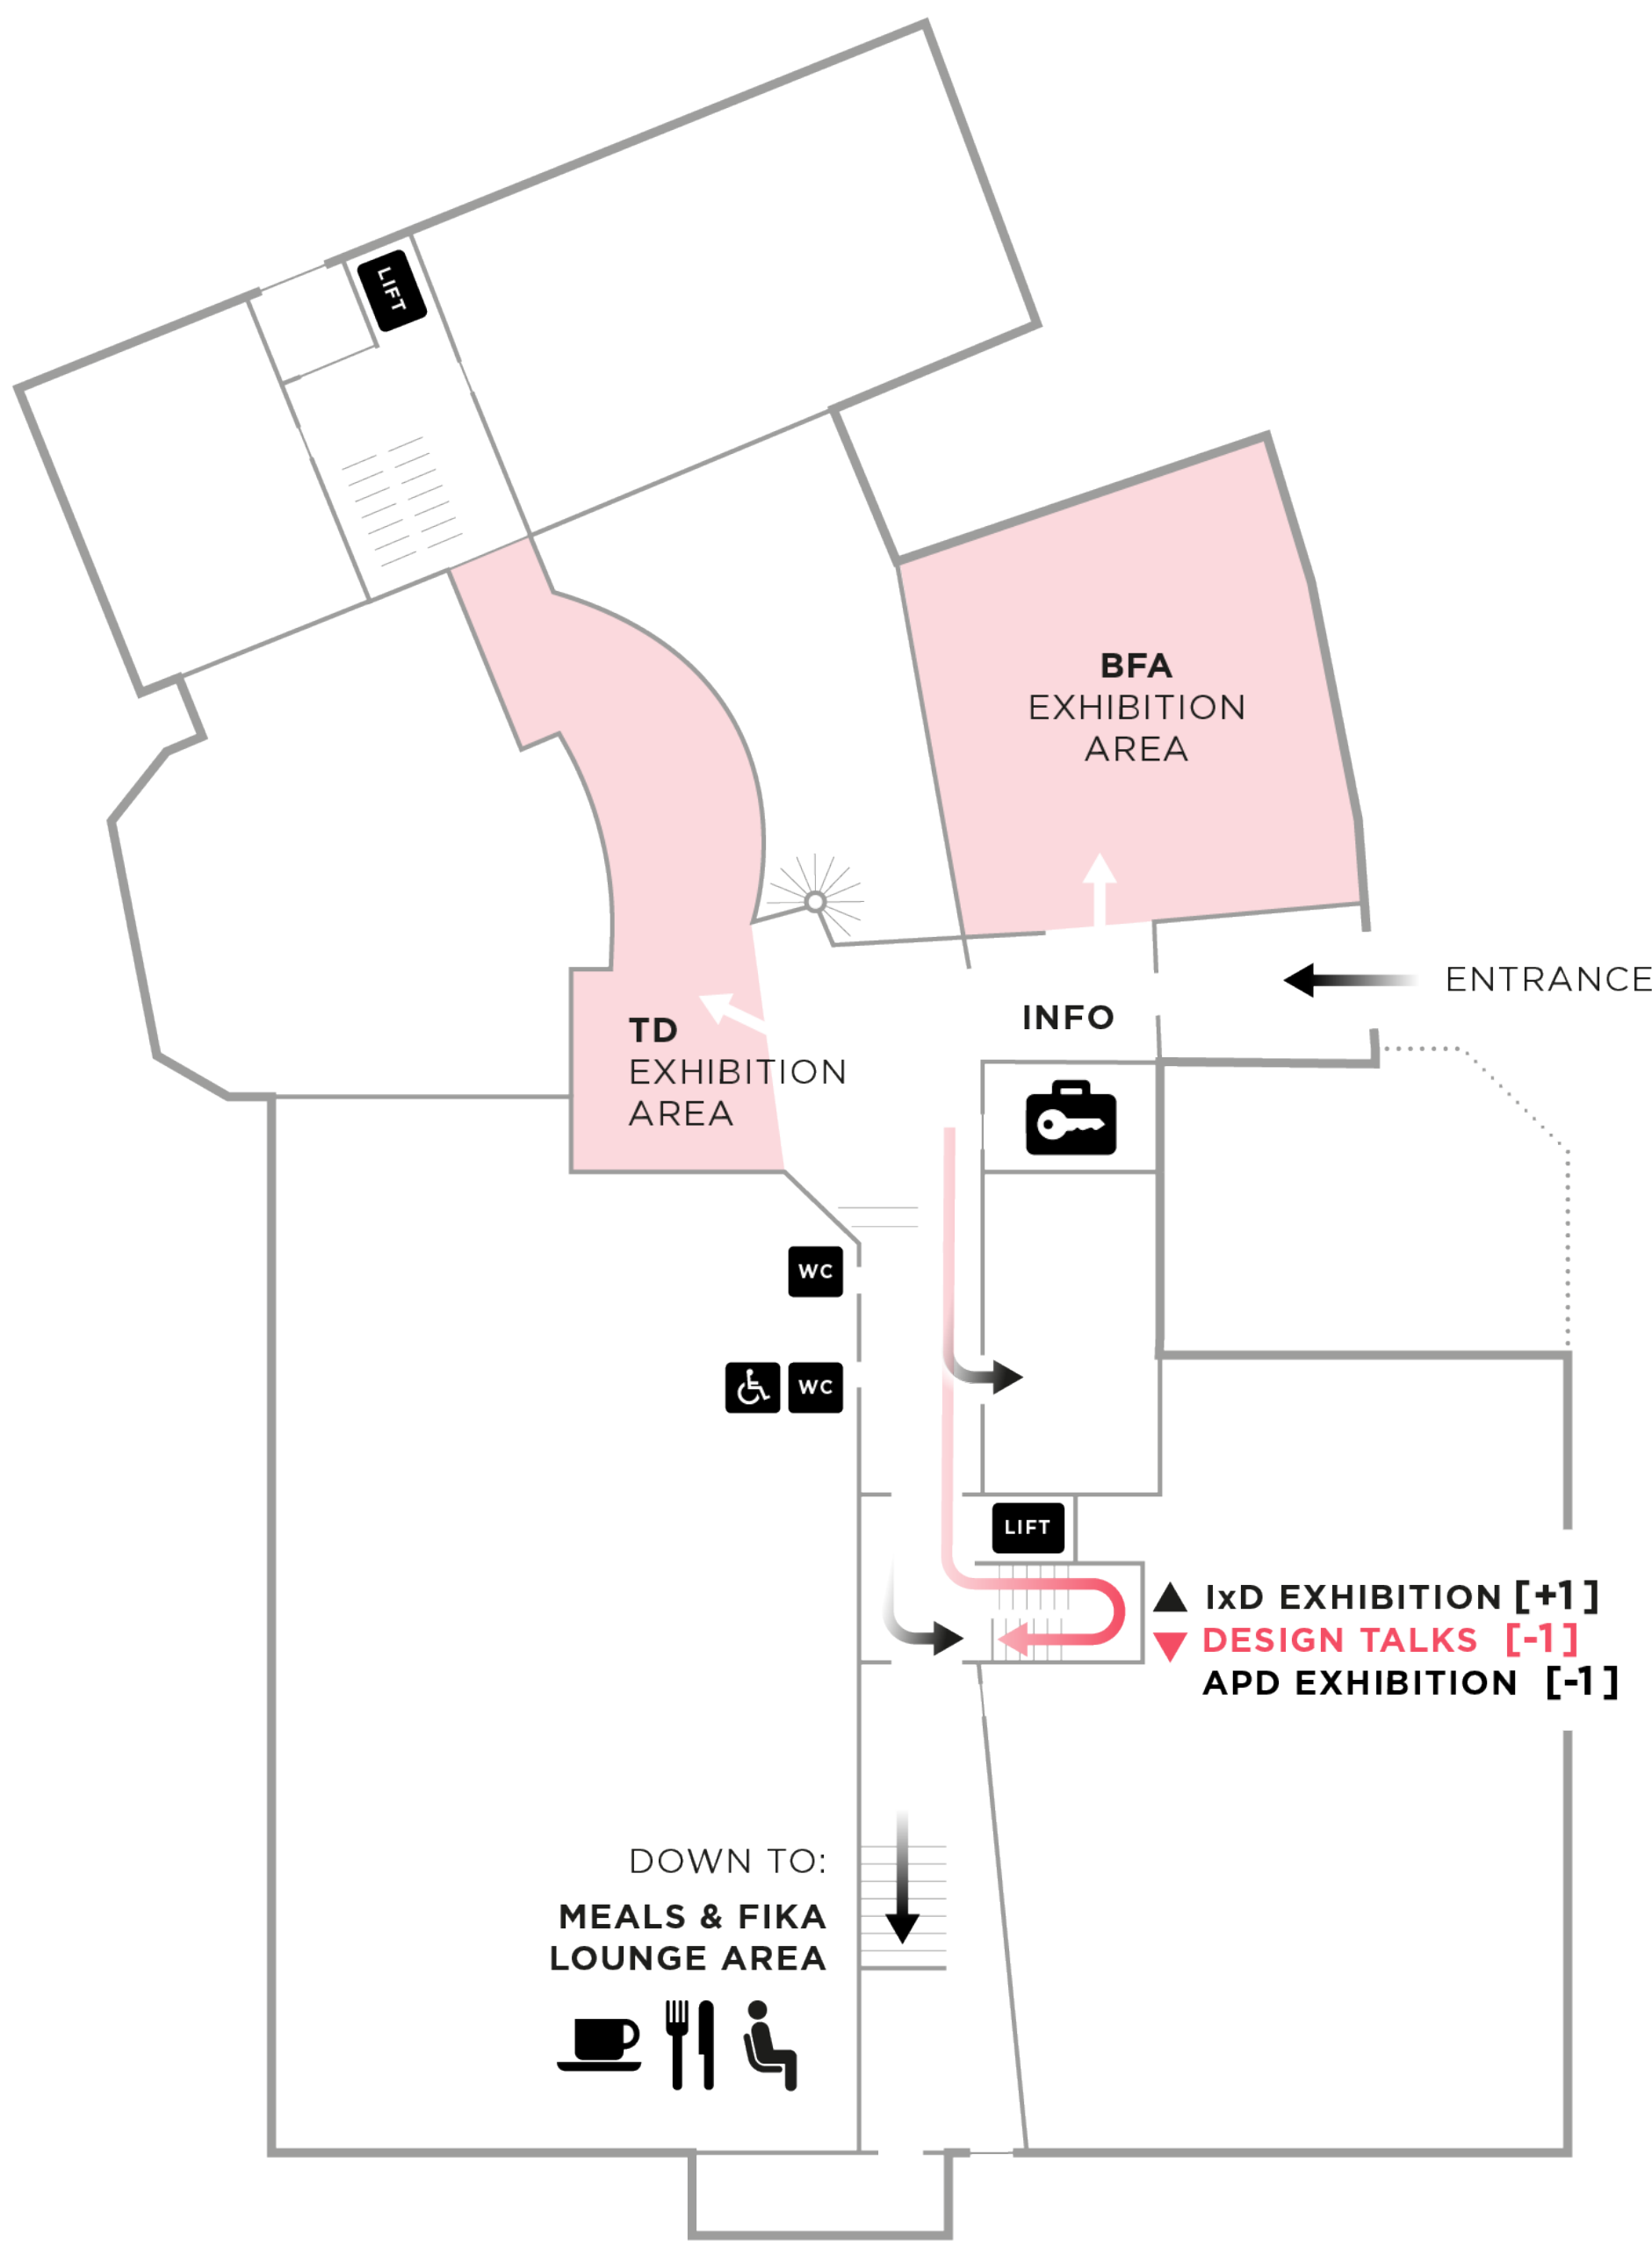 LIFT
BFA
EXHIBITION
AREA
ENTRANCE
INFO
TD
EXHIBITION
AREA
WC
WC
LIFT
IxD EXHIBITION [+1]
DESIGN TALKS [-1]
APD EXHIBITION [-1]
DOWN TO:
MEALS & FIKA
LOUNGE AREA